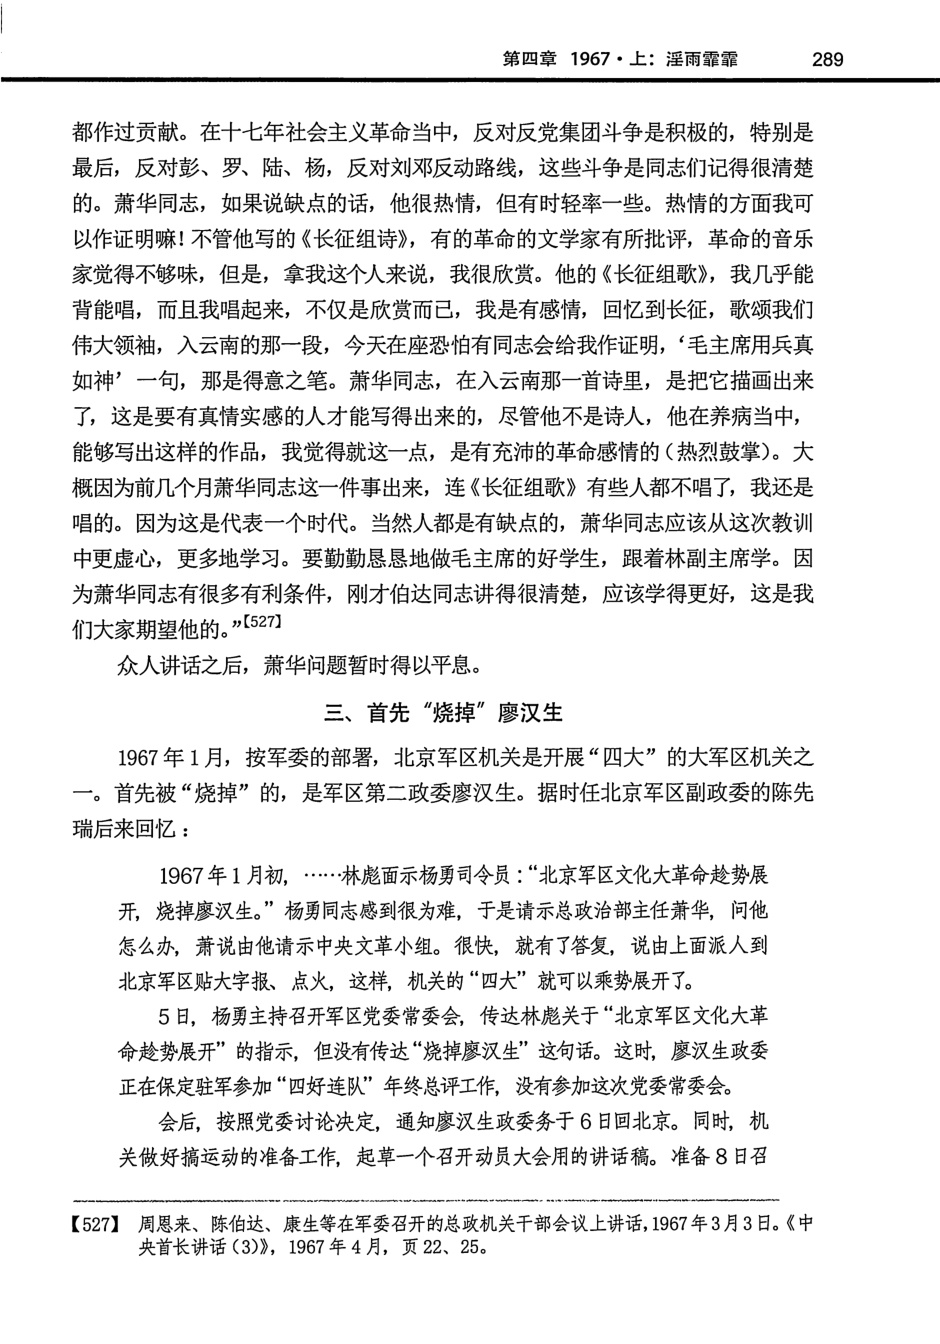 第四章 1967·上：淫雨霏霏 289
都作过贡献。在十七年社会主义革命当中，反对反党集团斗争是积极的，特别是
最后，反对彭、罗、陆、杨，反对刘邓反动路线，这些斗争是同志们记得很清楚
的。萧华同志，如果说缺点的话，他很热情，但有时轻率一些。热情的方面我可
以作证明嘛！不管他写的《长征组诗》，有的革命的文学家有所批评，革命的音乐
家觉得不够味，但是，拿我这个人来说，我很欣赏。他的《长征组歌》，我几乎能
背能唱，而且我唱起来，不仅是欣赏而已，我是有感情，回忆到长征，歌颂我们
伟大领袖，入云南的那一段，今天在座恐怕有同志会给我作证明，‘毛主席用兵真
如神’一句，那是得意之笔。萧华同志，在入云南那一首诗里，是把它描画出来
了，这是要有真情实感的人才能写得出来的，尽管他不是诗人，他在养病当中，
能够写出这样的作品，我觉得就这一点，是有充沛的革命感情的（热烈鼓掌）。大
概因为前几个月萧华同志这一件事出来，连《长征组歌》有些人都不唱了，我还是
唱的。因为这是代表一个时代。当然人都是有缺点的，萧华同志应该从这次教训
中更虚心，更多地学习。要勤勤恳恳地做毛主席的好学生，跟着林副主席学。因
为萧华同志有很多有利条件，刚才伯达同志讲得很清楚，应该学得更好，这是我
们大家期望他的。”【527】
众人讲话之后，萧华问题暂时得以平息。
三、首先“烧掉”廖汉生
1967年1月，按军委的部署，北京军区机关是开展“四大”的大军区机关之
一。首先被“烧掉”的，是军区第二政委廖汉生。据时任北京军区副政委的陈先
瑞后来回忆：
1967年1月初，……林彪面示杨勇司令员：“北京军区文化大革命趁势展
开，烧掉廖汉生。”杨勇同志感到很为难，于是请示总政治部主任萧华，问他
怎么办，萧说由他请示中央文革小组。很快，就有了答复，说由上面派人到
北京军区贴大字报、点火，这样，机关的“四大”就可以乘势展开了。
5日，杨勇主持召开军区党委常委会，传达林彪关于“北京军区文化大革
命趁势展开”的指示，但没有传达“烧掉廖汉生”这句话。这时，廖汉生政委
正在保定驻军参加“四好连队”年终总评工作，没有参加这次党委常委会。
会后，按照党委讨论决定，通知廖汉生政委务于6日回北京。同时，机
关做好搞运动的准备工作，起草一个召开动员大会用的讲话稿。准备8日召
【527】 周恩来、陈伯达、康生等在军委召开的总政机关干部会议上讲话，1967年3月3日。《中
央首长讲话（3）》，1967年4月，页22、25。